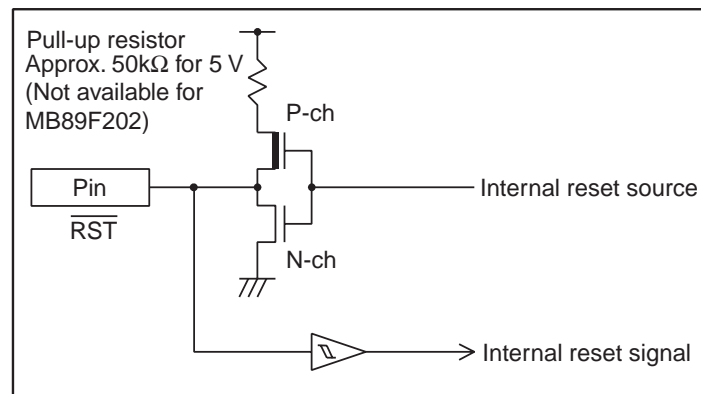 Pull-up resistor
Approx. 50kΩ for 5 V
(Not available for
MB89F202)
P-ch
Pin
Internal reset source
RST
N-ch
Internal reset signal